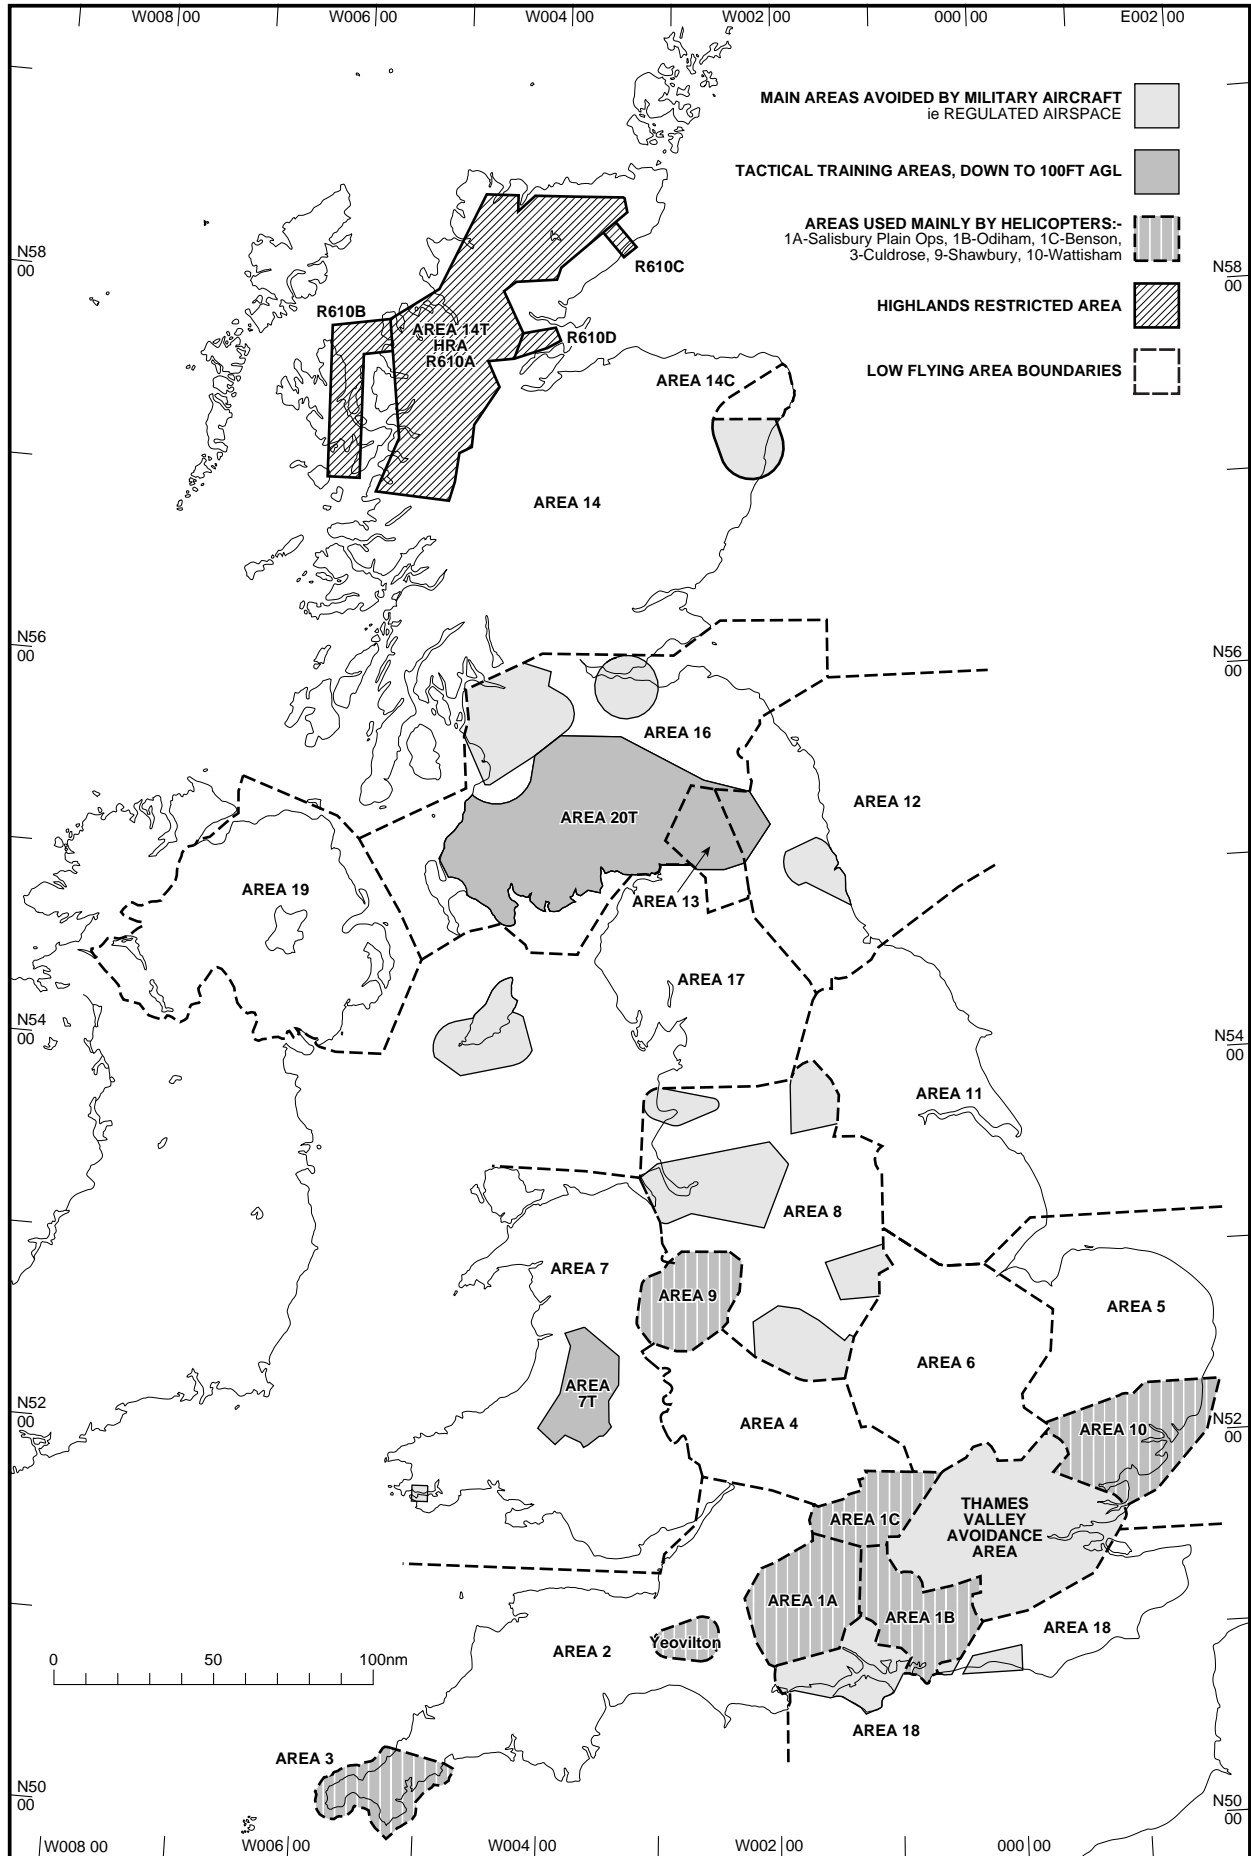 W008 00
W006 00
W004 00
W002 00
000 00
E002 00
MAIN AREAS AVOIDED BY MILITARY AIRCRAFT
ie REGULATED AIRSPACE
TACTICAL TRAINING AREAS, DOWN TO 100FT AGL
AREAS USED MAINLY BY HELICOPTERS:-
1A-Salisbury Plain Ops, 1B-Odiham, 1C-Benson,
3-Culdrose, 9-Shawbury, 10-Wattisham
HIGHLANDS RESTRICTED AREA
LOW FLYING AREA BOUNDARIES
N58
00
N58
00
R610C
R610B
AREA 14T
HRA
R610A
R610D
AREA 14C
AREA 14
N56
00
N56
00
AREA 16
AREA 12
AREA 20T
AREA 19
AREA 13
AREA 17
N54
00
N54
00
AREA 11
AREA 8
AREA 7
AREA 9
AREA 5
AREA 6
AREA
7T
N52
00
N52
00
AREA 4
AREA 10
AREA 1C
THAMES
VALLEY
AVOIDANCE
AREA
AREA 1A
AREA 1B
AREA 18
AREA 2
Yeovilton
0
50
100nm
AREA 18
AREA 3
N50
00
N50
00
W008 00
W006 00
W004 00
W002 00
000 00